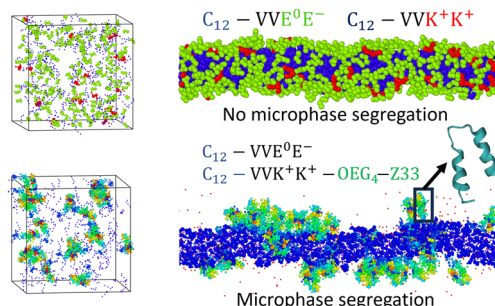 C₁₂ – VVE⁰E⁻ C₁₂ – VVK⁺K⁺
No microphase segregation
C₁₂ – VVE⁰E⁻
C₁₂ – VVK⁺K⁺ – OEG₄–Z33
Microphase segregation